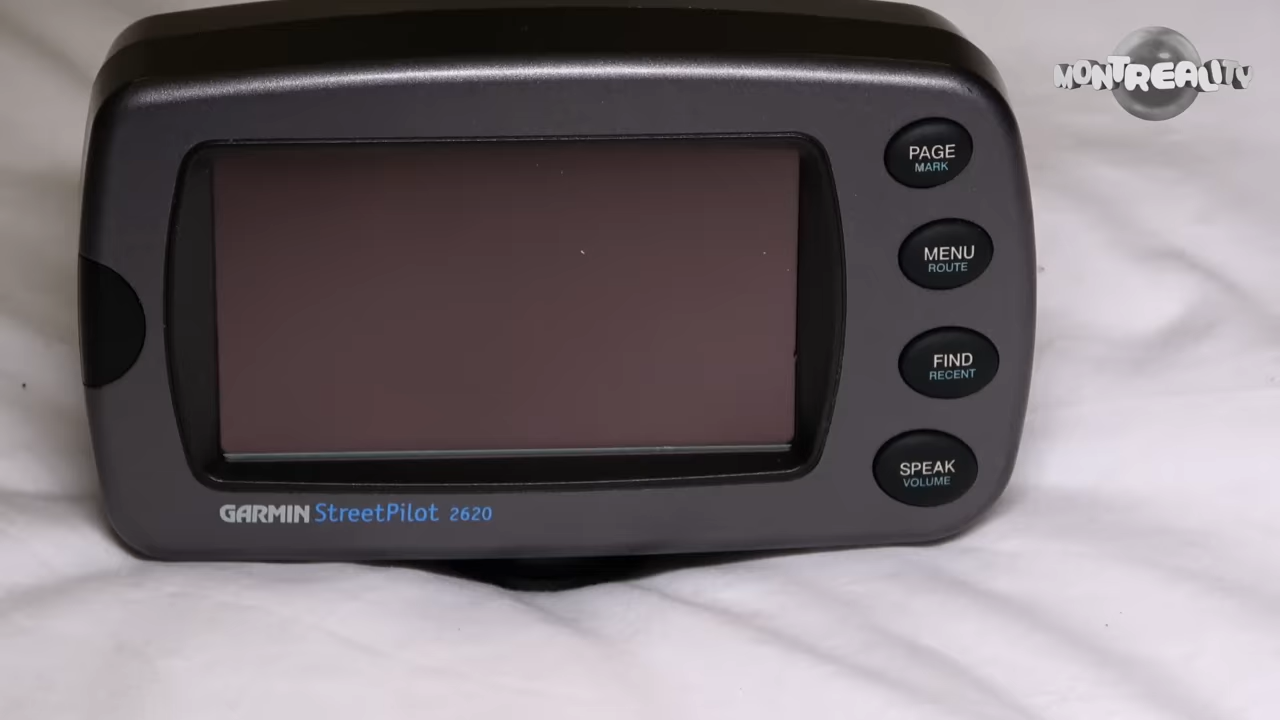 MONTREALITY
PAGE
MARK
MENU
ROUTE
FIND
RECENT
SPEAK
VOLUME
GARMIN StreetPilot 2620